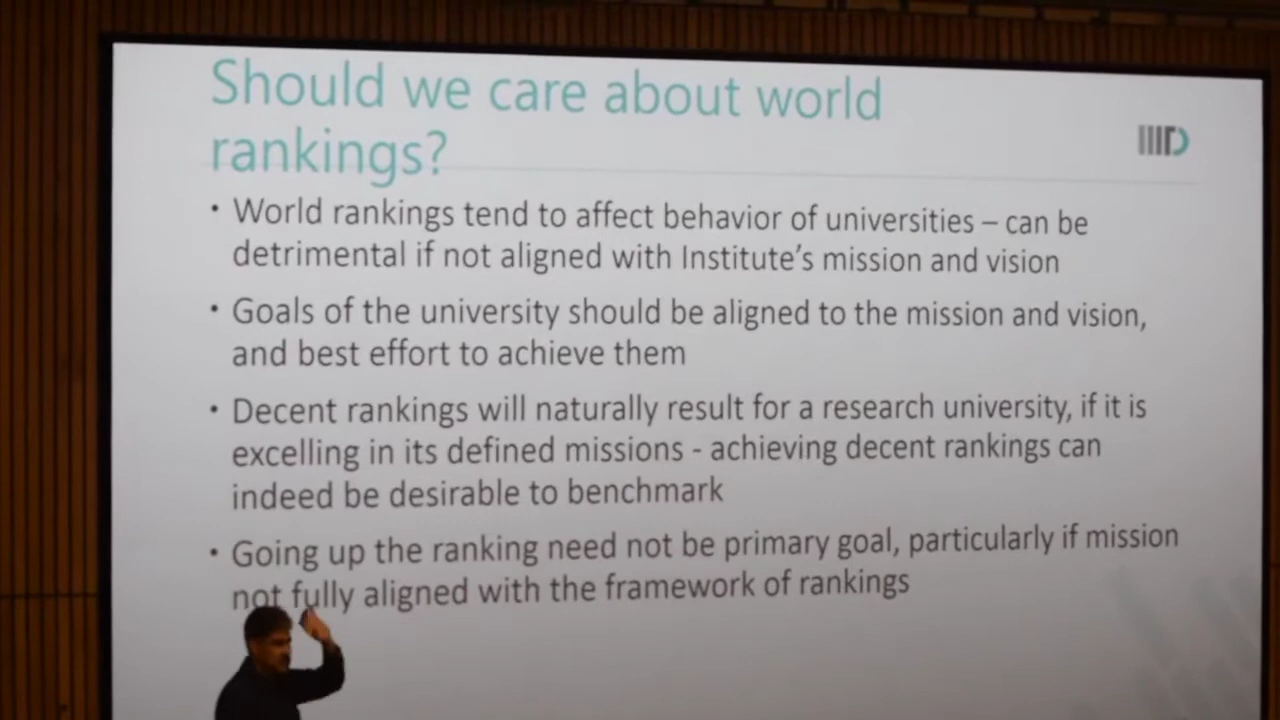 Should we care about world
rankings?
IIITD
• World rankings tend to affect behavior of universities – can be
detrimental if not aligned with Institute's mission and vision
• Goals of the university should be aligned to the mission and vision,
and best effort to achieve them
• Decent rankings will naturally result for a research university, if it is
excelling in its defined missions - achieving decent rankings can
indeed be desirable to benchmark
• Going up the ranking need not be primary goal, particularly if mission
not fully aligned with the framework of rankings